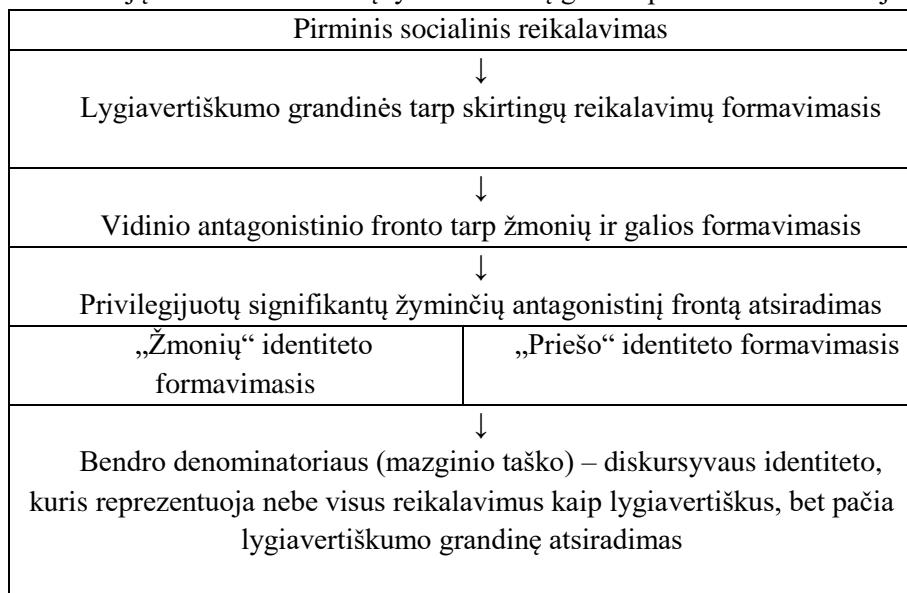 Pirminis socialinis reikalavimas
↓
Lygiavertiškumo grandinės tarp skirtingų reikalavimų formavimasis
↓
Vidinio antagonistinio fronto tarp žmonių ir galios formavimasis
↓
Privilegijuotų signifikantų žyminčių antagonistinį frontą atsiradimas
„Žmonių“ identiteto
formavimasis
„Priešo“ identiteto formavimasis
↓
Bendro denominatoriaus (mazginio taško) – diskursyvaus identiteto,
kuris reprezentuoja nebe visus reikalavimus kaip lygiavertiškus, bet pačia
lygiavertiškumo grandinę atsiradimas